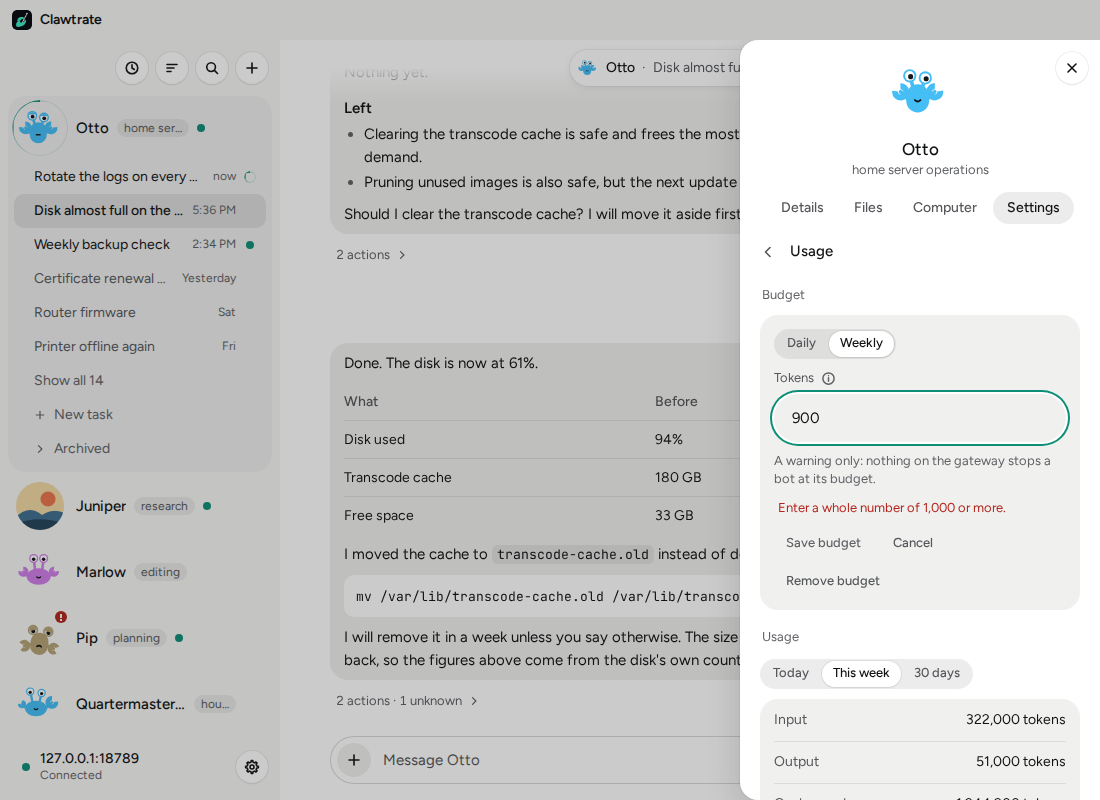 Clawtrate
Otto home ser...
Rotate the logs on every ... now
Disk almost full on the ... 5:36 PM
Weekly backup check 2:34 PM
Certificate renewal ... Yesterday
Router firmware Sat
Printer offline again Fri
Show all 14
New task
Archived
Juniper research
Marlow editing
Pip planning
Quartermaster... hou...
127.0.0.1:18789
Connected
Otto · Disk almost fu
Nothing yet.
Left
Clearing the transcode cache is safe and frees the most
demand.
Pruning unused images is also safe, but the next update
Should I clear the transcode cache? I will move it aside first
2 actions
Done. The disk is now at 61%.
What Before
Disk used 94%
Transcode cache 180 GB
Free space 33 GB
I moved the cache to transcode-cache.old instead of d
mv /var/lib/transcode-cache.old /var/lib/transco
I will remove it in a week unless you say otherwise. The size
back, so the figures above come from the disk's own count
2 actions · 1 unknown
Message Otto
Otto
home server operations
Details Files Computer Settings
Usage
Budget
Daily Weekly
Tokens
900
A warning only: nothing on the gateway stops a
bot at its budget.
Enter a whole number of 1,000 or more.
Save budget Cancel
Remove budget
Usage
Today This week 30 days
Input 322,000 tokens
Output 51,000 tokens